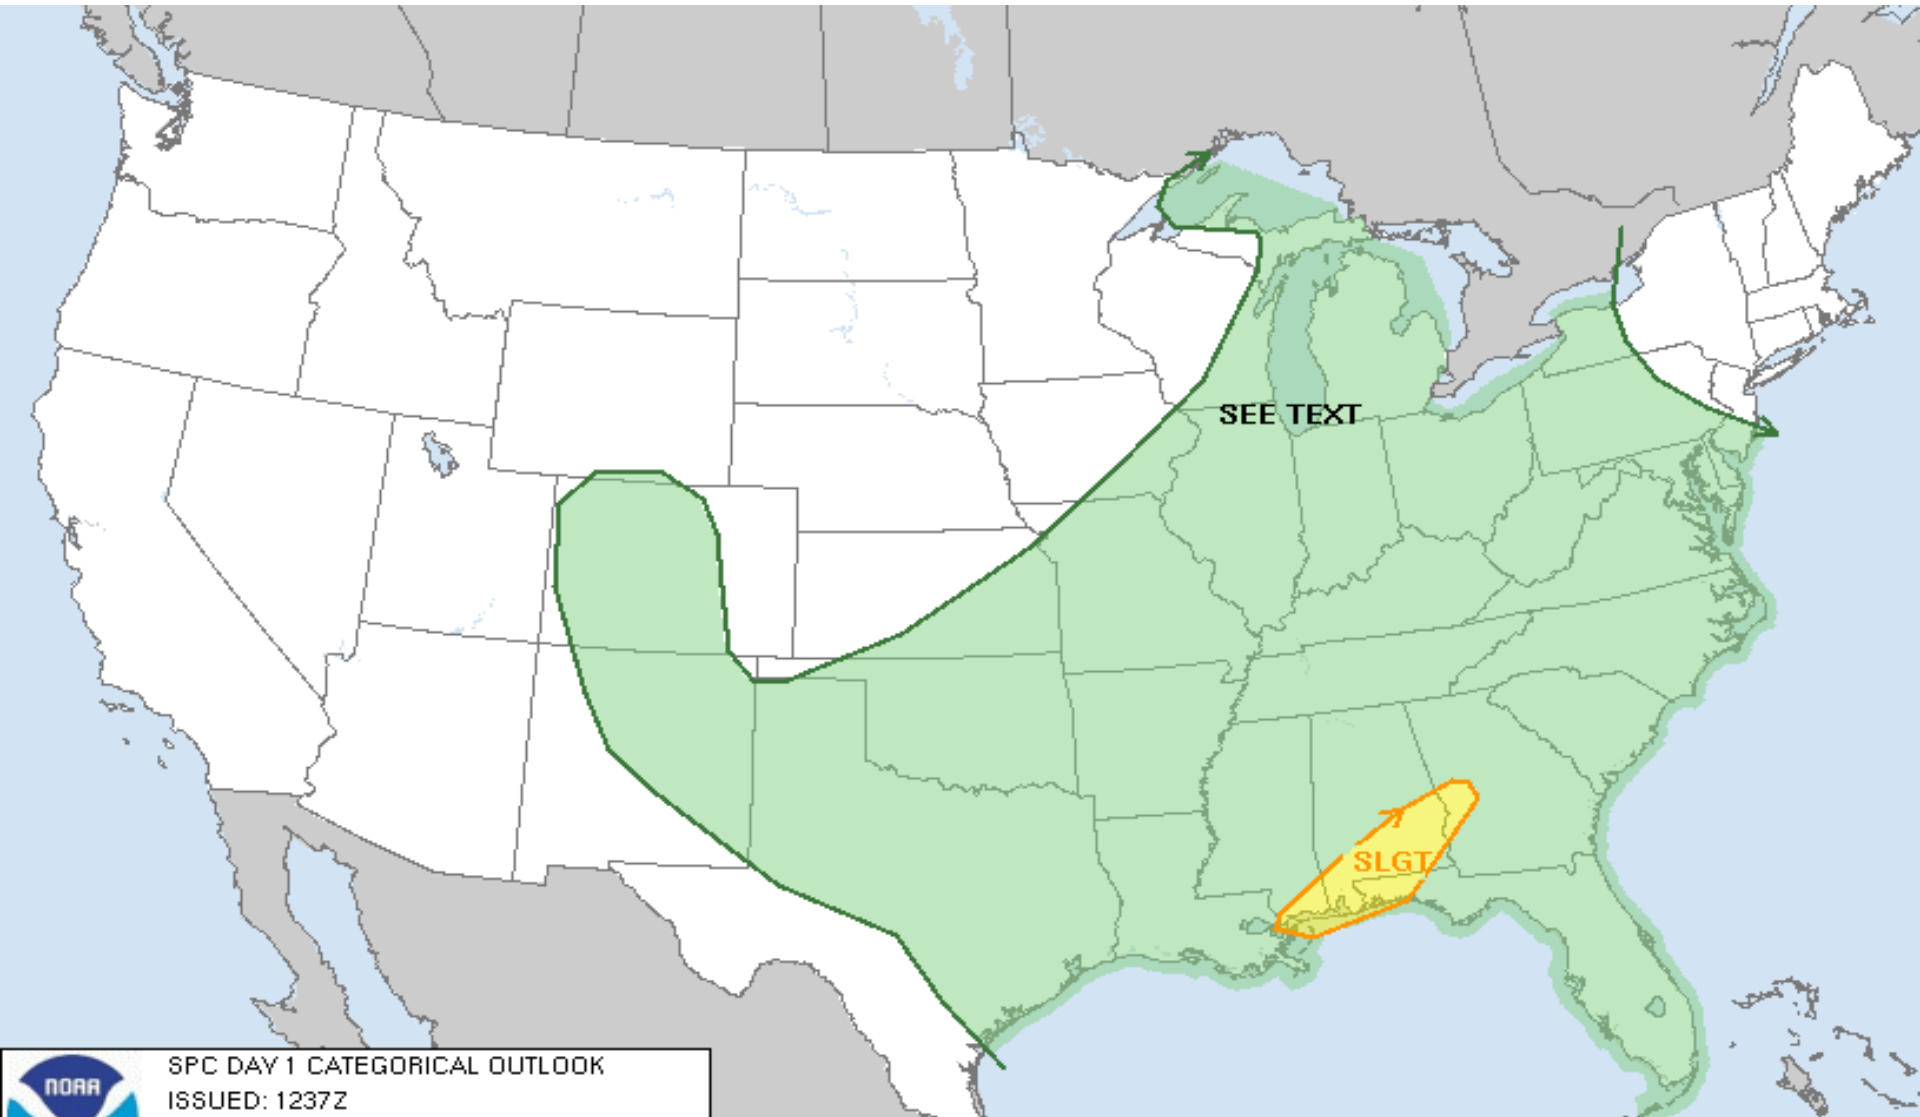 SEE TEXT
SLGT
NOAA
SPC DAY 1 CATEGORICAL OUTLOOK
ISSUED: 1237Z